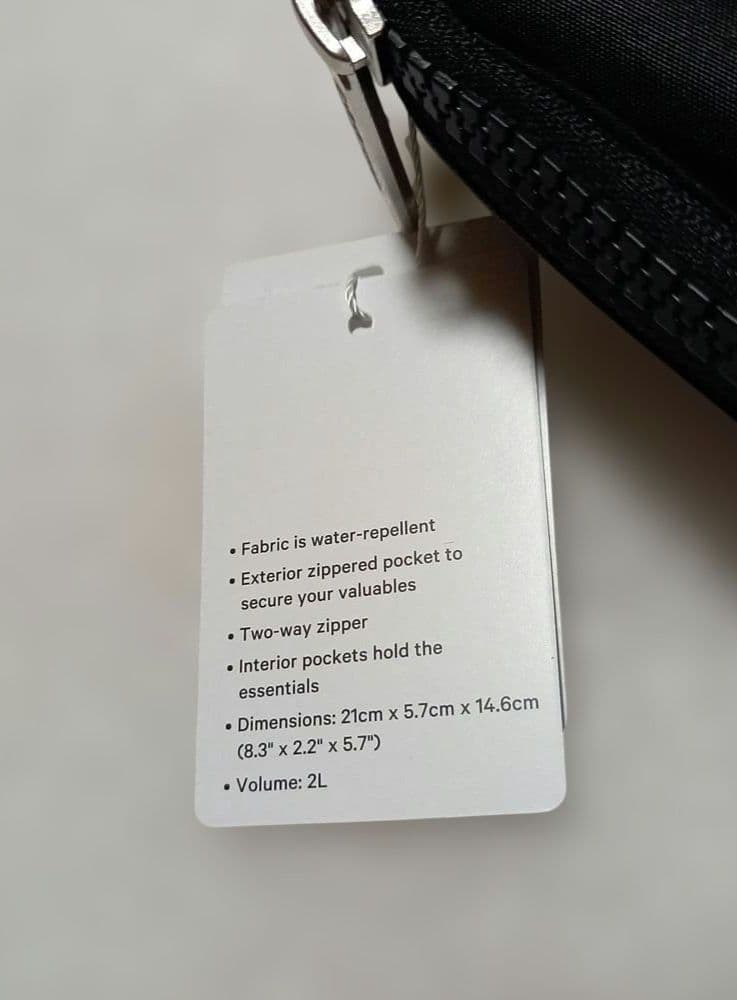 • Fabric is water-repellent
• Exterior zippered pocket to
secure your valuables
• Two-way zipper
• Interior pockets hold the
essentials
• Dimensions: 21cm x 5.7cm x 14.6cm
(8.3" x 2.2" x 5.7")
• Volume: 2L